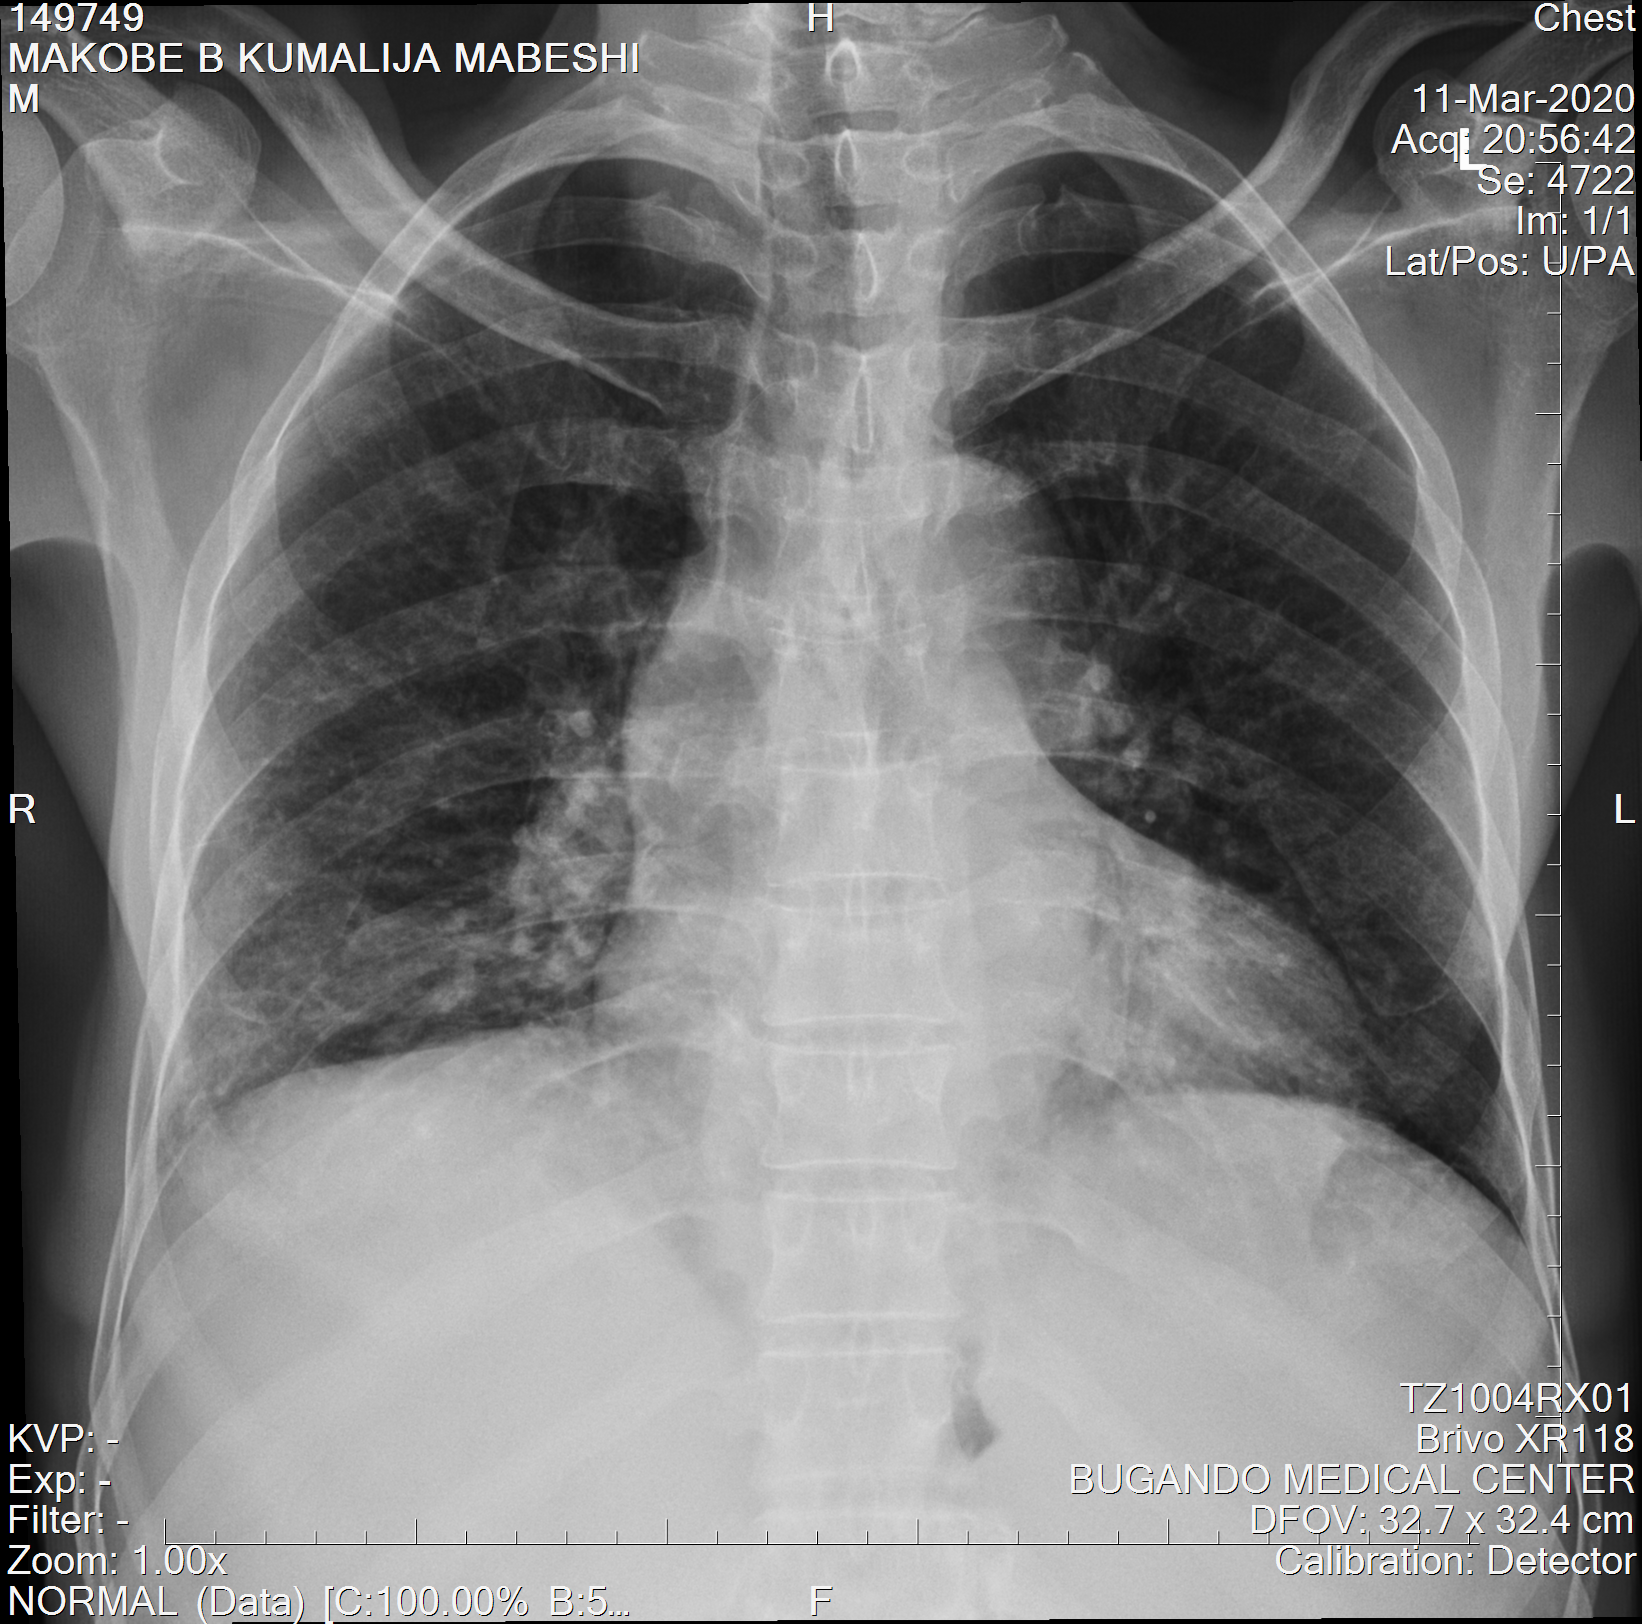 149749
MAKOBE B KUMALIJA MABESHI
M
H
Chest
11-Mar-2020
Acq: 20:56:42
Se: 4722
Im: 1/1
Lat/Pos: U/PA
L
R
L
TZ1004RX01
Brivo XR118
BUGANDO MEDICAL CENTER
DFOV: 32.7 x 32.4 cm
Calibration: Detector
KVP: -
Exp: -
Filter: -
Zoom: 1.00x
NORMAL (Data) [C:100.00% B:5...
F